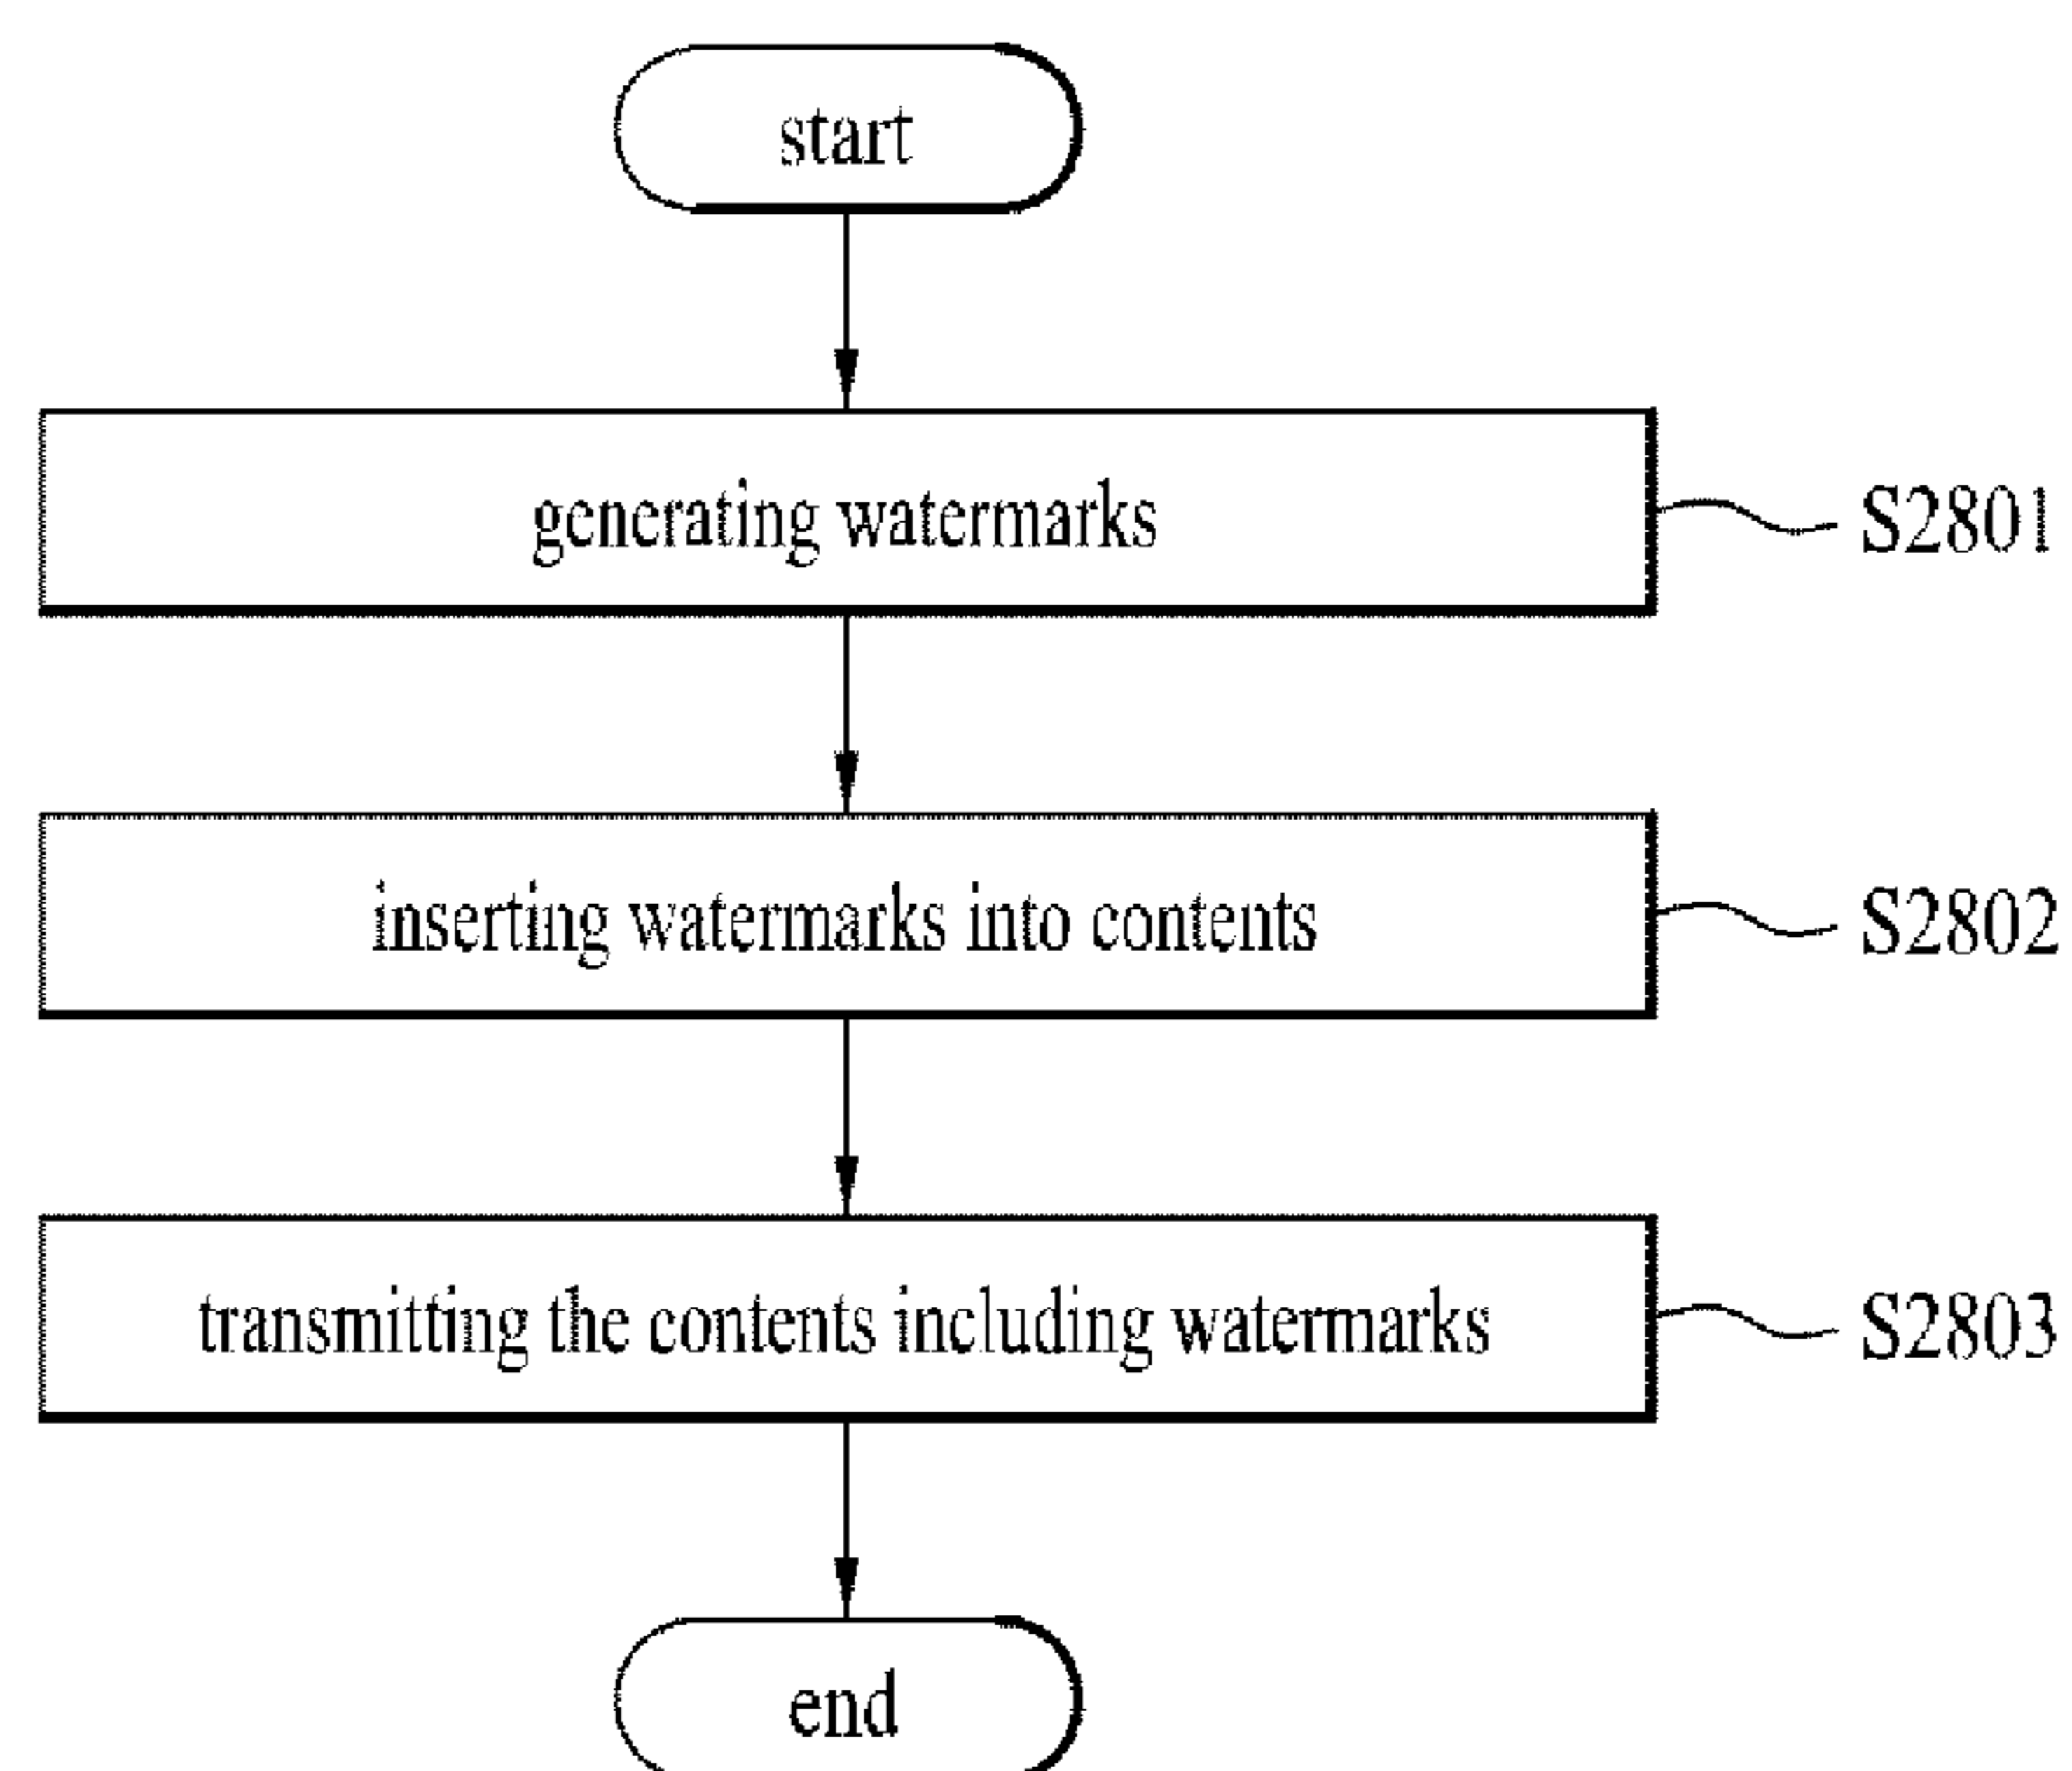 start
generating watermarks
S2801
inserting watermarks into contents
S2802
transmitting the contents including watermarks
S2803
end